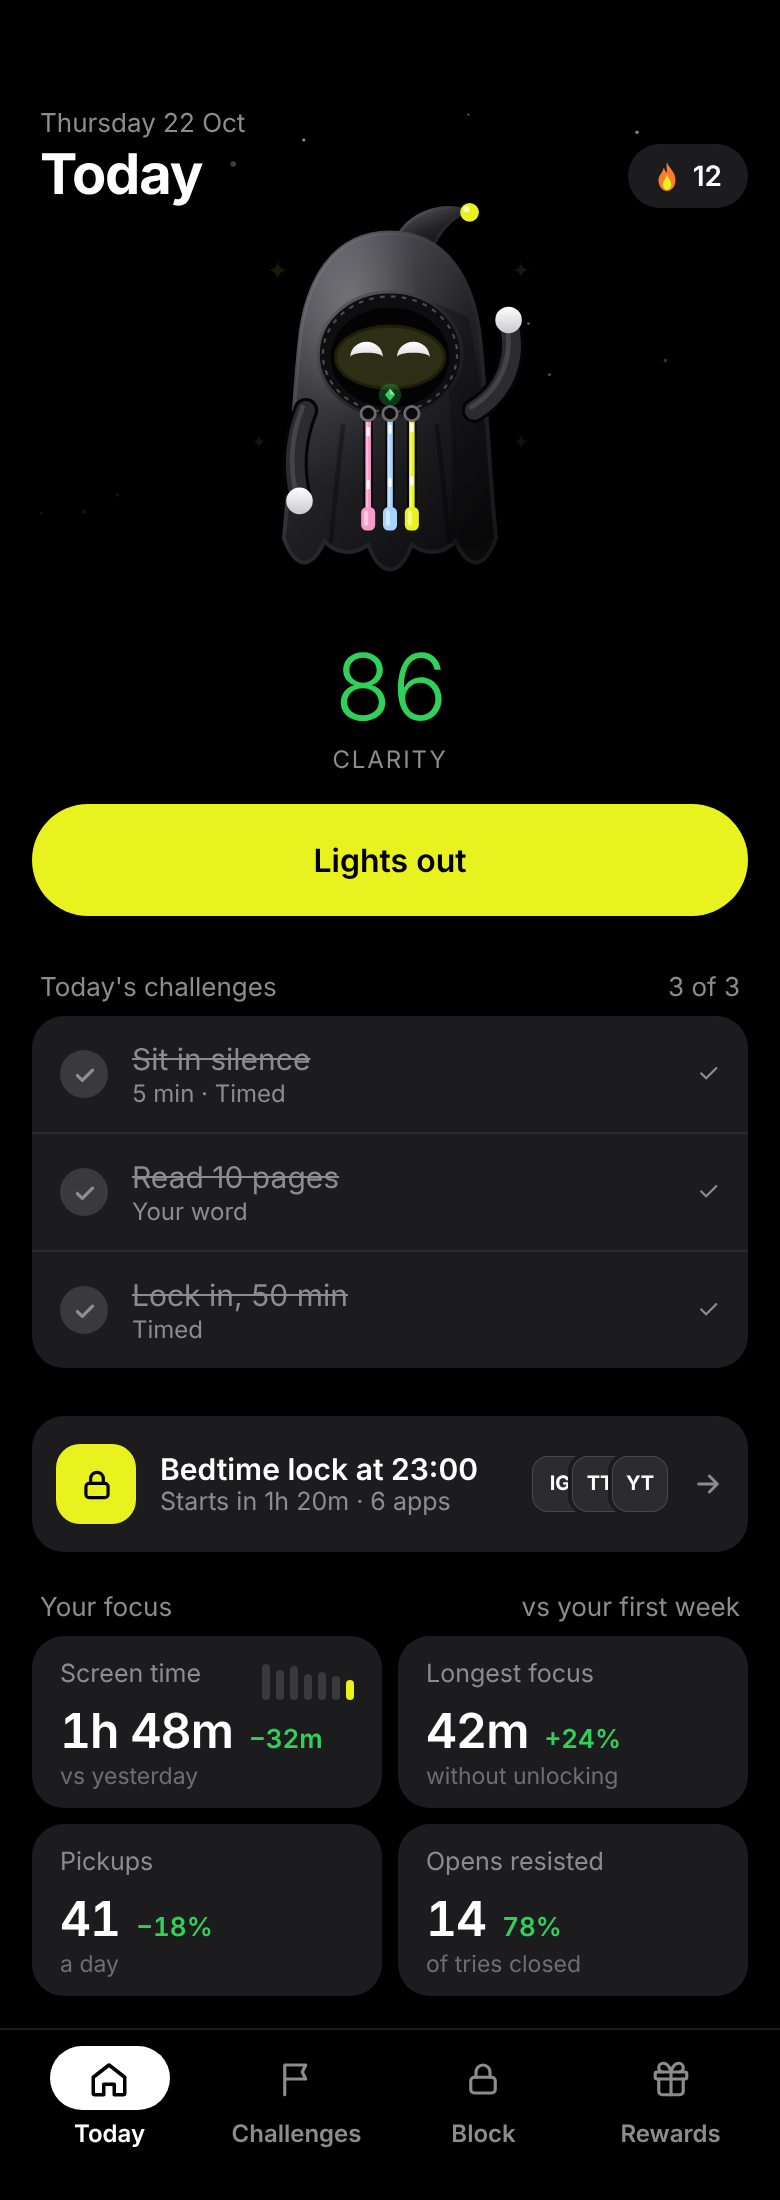 Thursday 22 Oct
Today
12
86
CLARITY
Lights out
Today's challenges
3 of 3
Sit in silence
5 min · Timed
Read 10 pages
Your word
Lock in, 50 min
Timed
Bedtime lock at 23:00
Starts in 1h 20m · 6 apps
IG TT YT
Your focus
vs your first week
Screen time
1h 48m −32m
vs yesterday
Longest focus
42m +24%
without unlocking
Pickups
41 −18%
a day
Opens resisted
14 78%
of tries closed
Today
Challenges
Block
Rewards